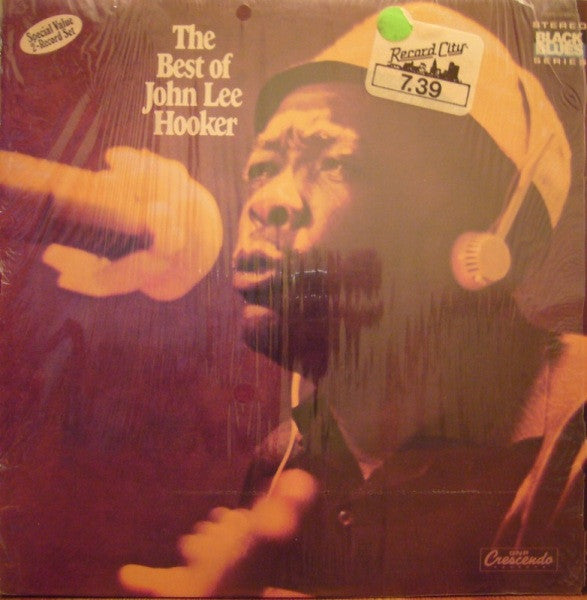 Special Value
2-Record Set
The
Best of
John Lee
Hooker
Record City
7.39
STEREO
BLACK
BLUES
SERIES
GNP
Crescendo